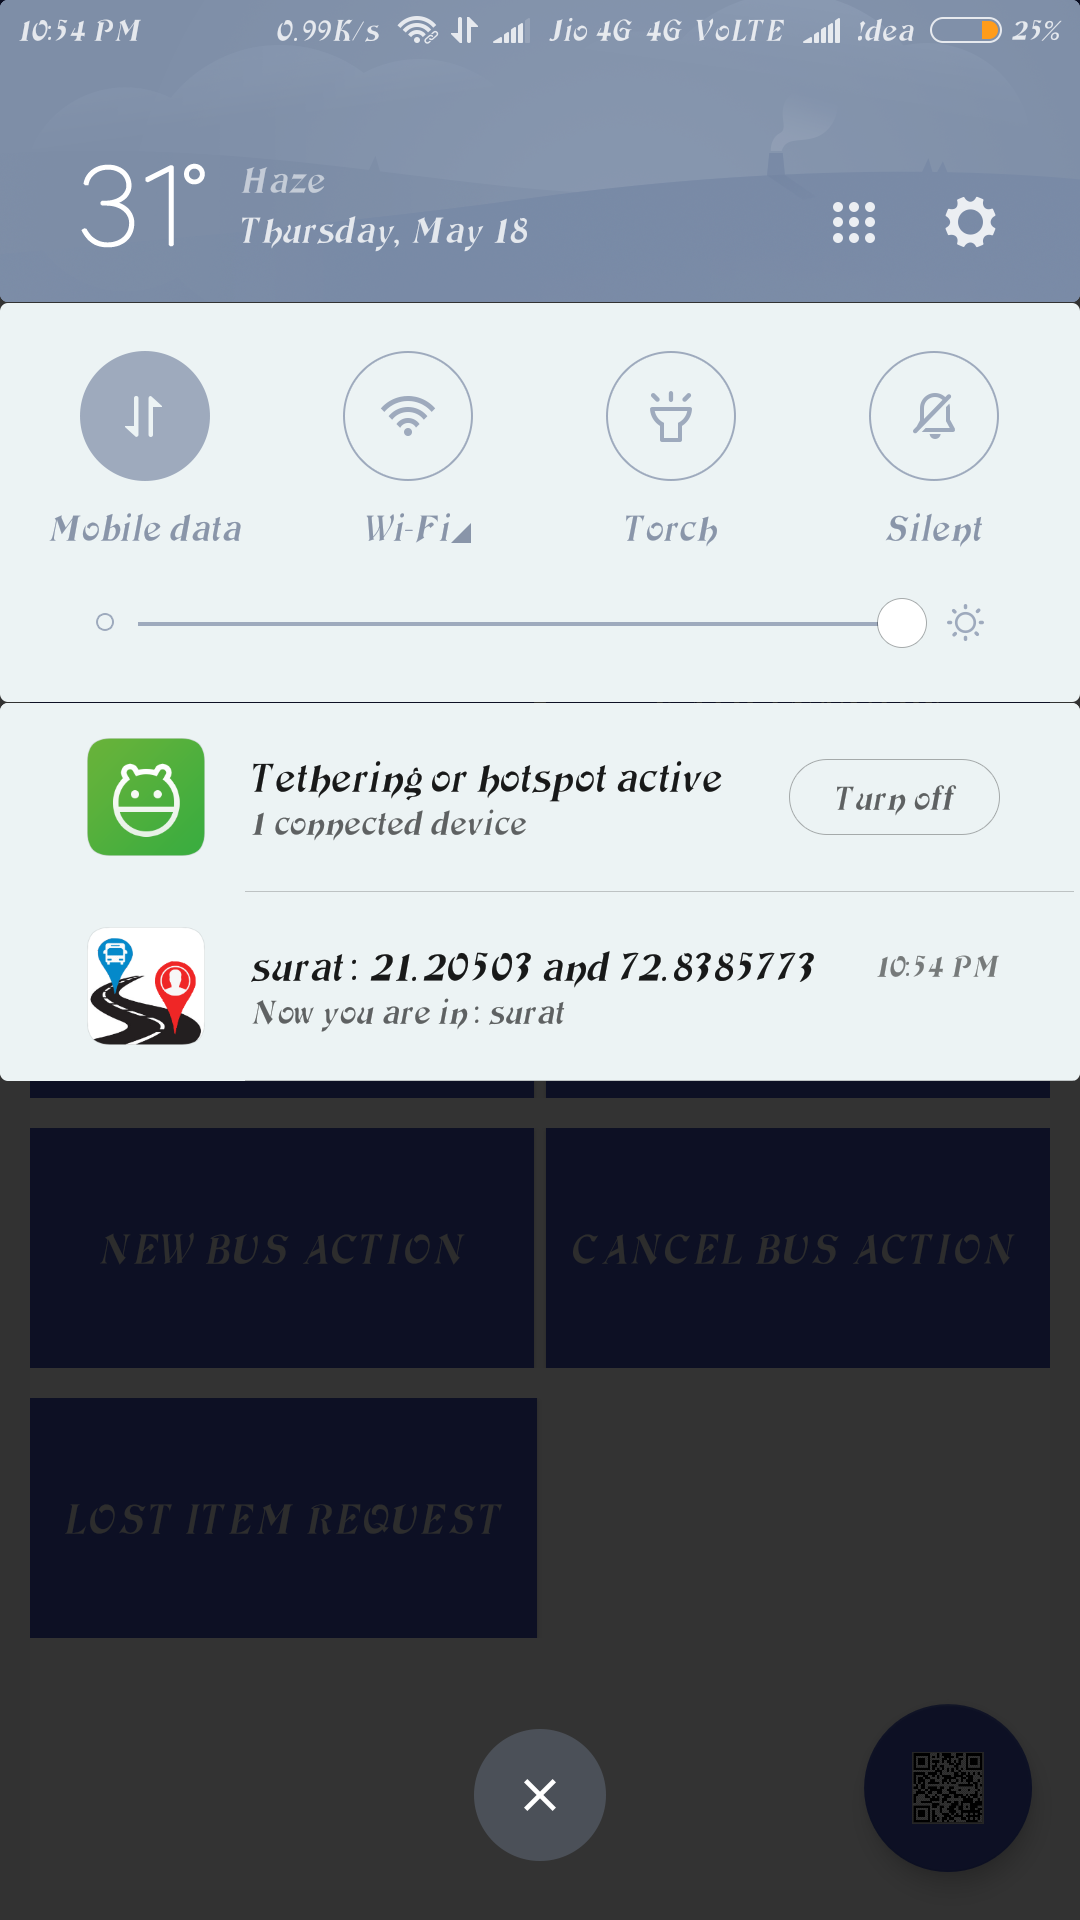 10:54 PM 0.99K/s Jio 4G 4G VoLTE !dea 25%
31°
Haze
Thursday, May 18
Mobile data Wi-Fi Torch Silent
Tethering or hotspot active
1 connected device
Turn off
surat: 21.20503 and 72.8385773 10:54 PM
Now you are in: surat
NEW BUS ACTION CANCEL BUS ACTION
LOST ITEM REQUEST